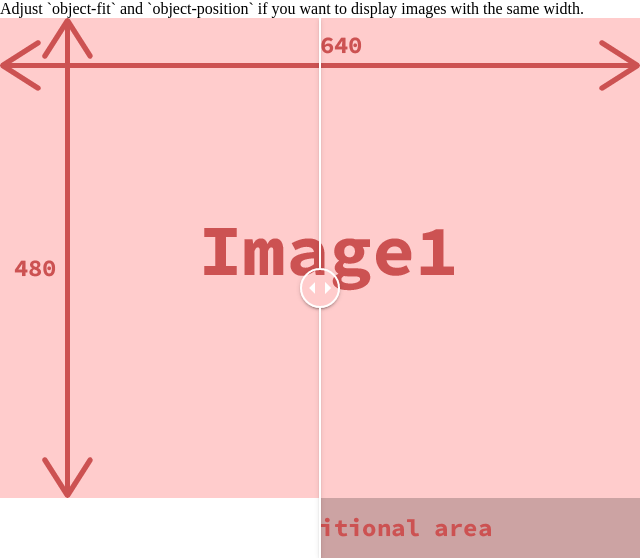 Adjust `object-fit` and `object-position` if you want to display images with the same width.
640
Image1
480
itional area